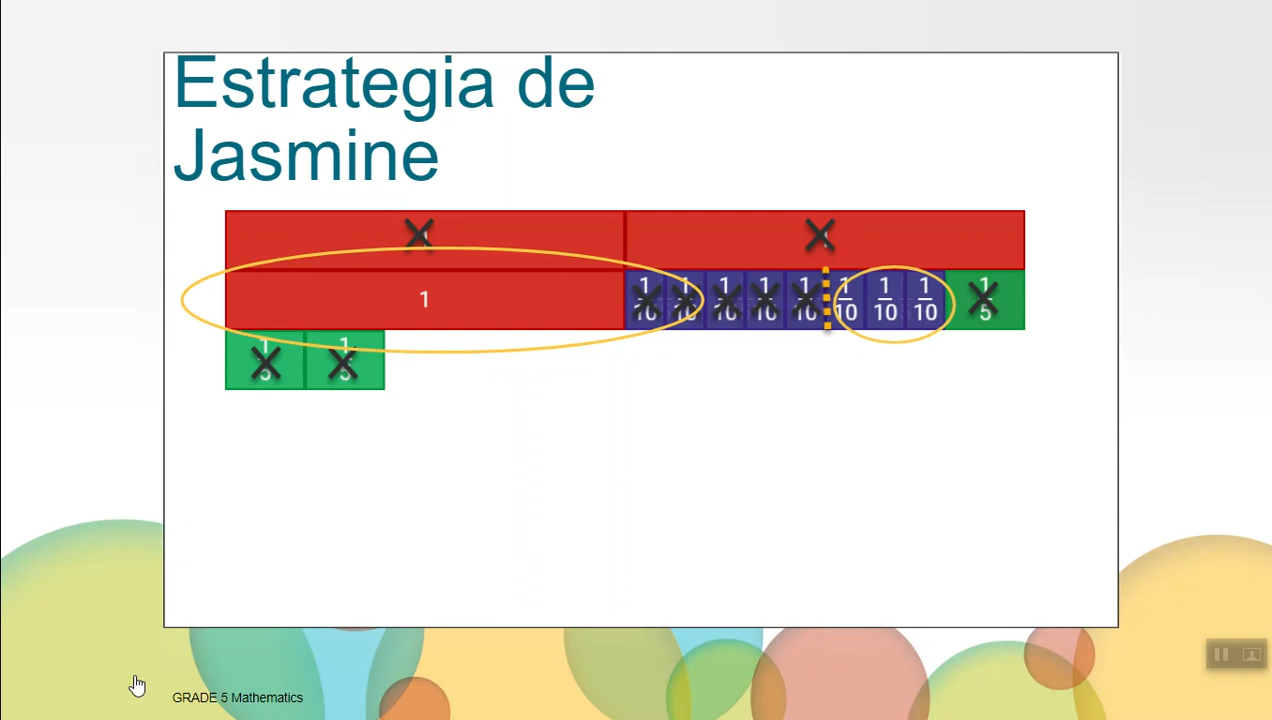 Estrategia de
Jasmine
1
1 1 1 1 1 1 1 1 1
10 10 10 10 10 10 10 10 5
1 1
5 5
GRADE 5 Mathematics